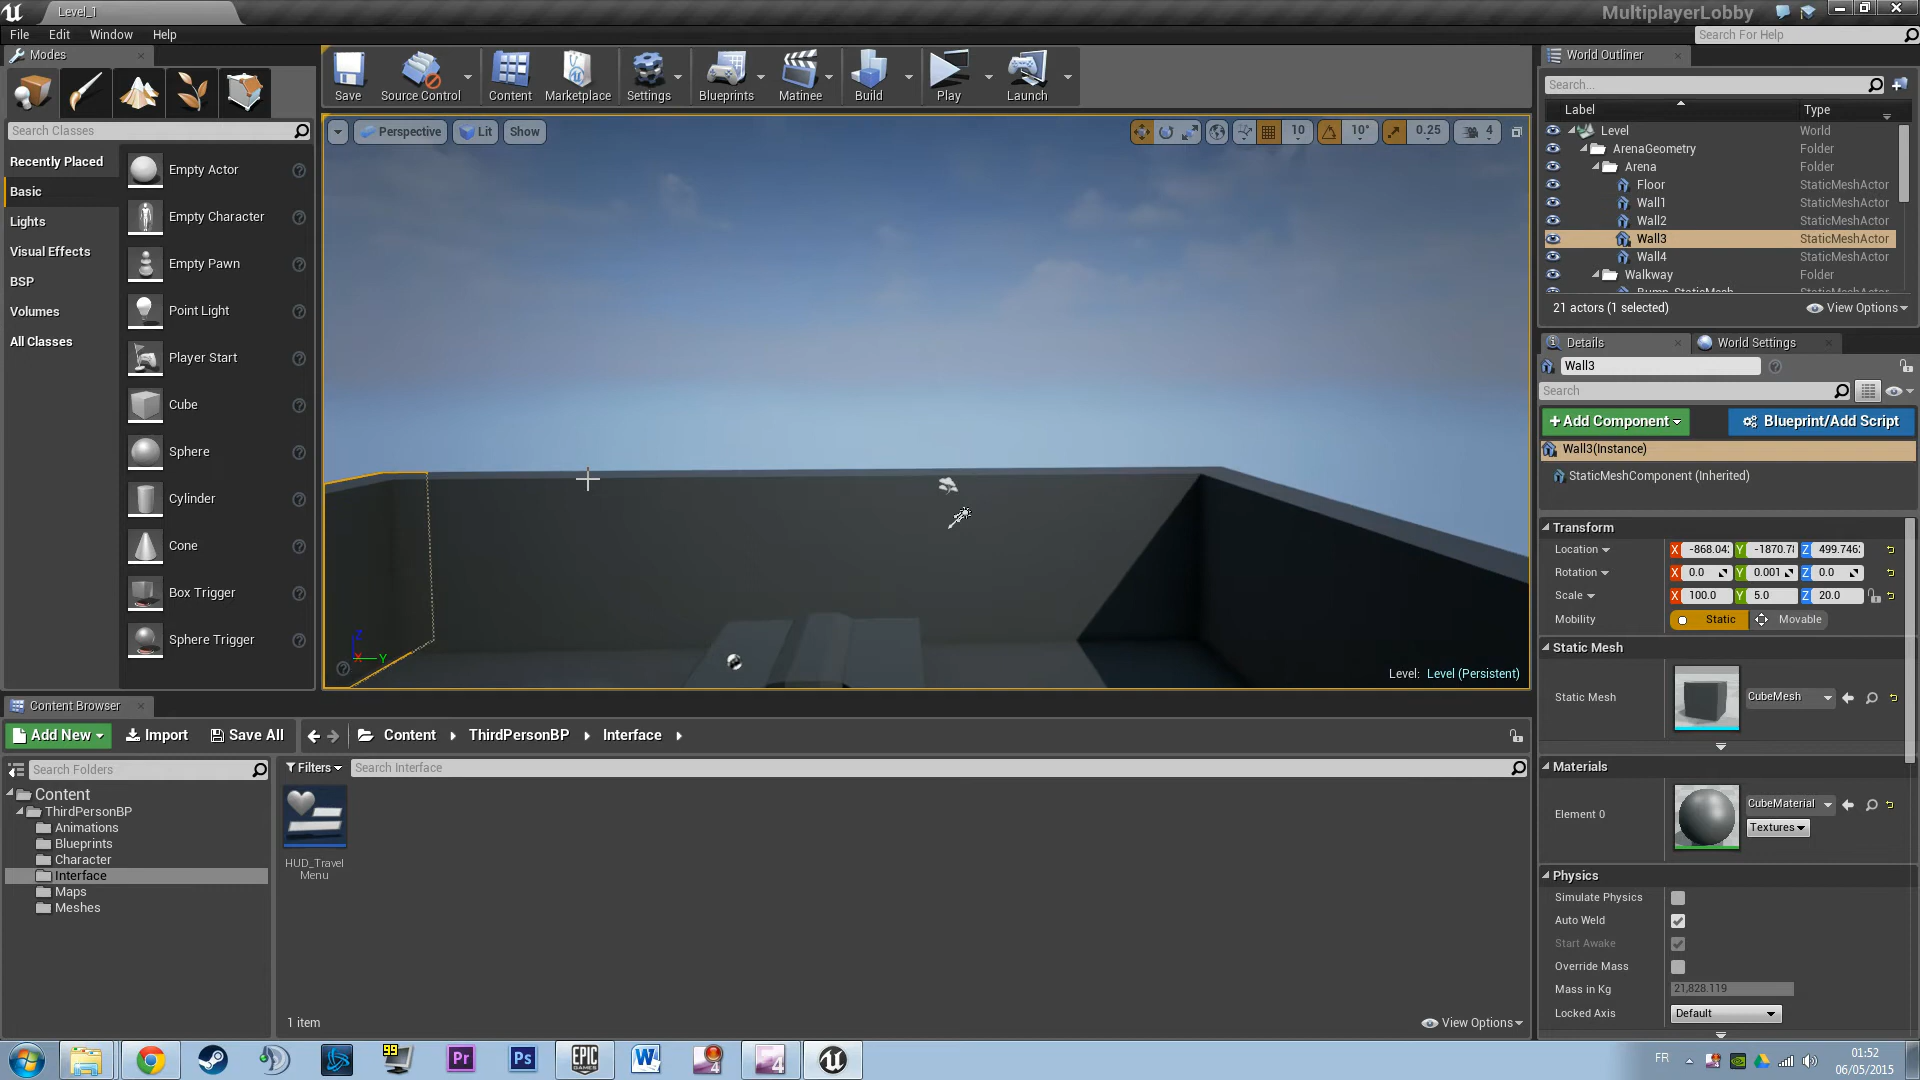 Level_1
MultiplayerLobby
File Edit Window Help
Search For Help
Modes
Save
Source Control
Content
Marketplace
Settings
Blueprints
Matinee
Build
Play
Launch
World Outliner
Search...
Label Type
Level World
ArenaGeometry Folder
Arena Folder
Floor StaticMeshActor
Wall1 StaticMeshActor
Wall2 StaticMeshActor
Wall3 StaticMeshActor
Wall4 StaticMeshActor
Walkway Folder
Bump_StaticMesh StaticMeshActor
21 actors (1 selected)
View Options
Search Classes
Recently Placed
Basic
Lights
Visual Effects
BSP
Volumes
All Classes
Empty Actor
Empty Character
Empty Pawn
Point Light
Player Start
Cube
Sphere
Cylinder
Cone
Box Trigger
Sphere Trigger
Perspective
Lit
Show
10
10°
0.25
4
Z
X
Y
Level: Level (Persistent)
Details
World Settings
Wall3
Search
+Add Component
Blueprint/Add Script
Wall3(Instance)
StaticMeshComponent (Inherited)
Transform
Location X -868.04 Y -1870.7 Z 499.746
Rotation X 0.0 Y 0.001 Z 0.0
Scale X 100.0 Y 5.0 Z 20.0
Mobility Static Movable
Static Mesh
Static Mesh CubeMesh
Materials
Element 0 CubeMaterial
Textures
Physics
Simulate Physics
Auto Weld
Start Awake
Override Mass
Mass in Kg 21,828.119
Locked Axis Default
Content Browser
Add New
Import
Save All
Content ThirdPersonBP Interface
Search Folders
Filters
Search Interface
Content
ThirdPersonBP
Animations
Blueprints
Character
Interface
Maps
Meshes
HUD_Travel
Menu
1 item
View Options
99
Pr
Ps
EPIC
GAMES
W
4
4
FR
01:52
06/05/2015